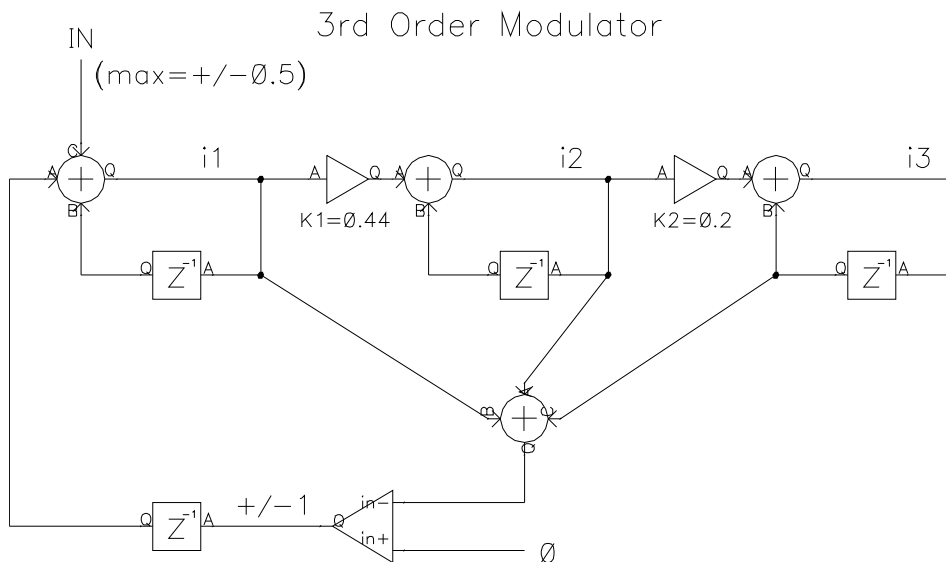 3rd Order Modulator
IN
(max=+/-0.5)
C
A Q i1 A Q A Q i2 A Q A Q i3
B K1=0.44 B K2=0.2 B
Q Z⁻¹ A Q Z⁻¹ A Q Z⁻¹ A
A
B C
Q
+/-1 in-
Q Z⁻¹ A Q
in+
0